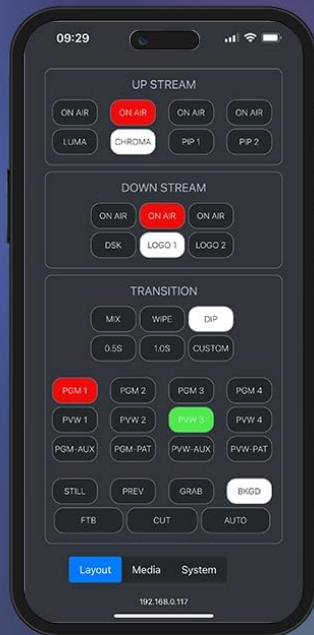 09:29
UP STREAM
ON AIR ON AIR ON AIR ON AIR
LUMA CHROMA PIP 1 PIP 2
DOWN STREAM
ON AIR ON AIR ON AIR
DSK LOGO 1 LOGO 2
TRANSITION
MIX WIPE DIP
0.5S 1.0S CUSTOM
PGM 1 PGM 2 PGM 3 PGM 4
PVW 1 PVW 2 PVW 3 PVW 4
PGM-AUX PGM-PAT PVW-AUX PVW-PAT
STILL PREV GRAB BKGD
FTB CUT AUTO
Layout Media System
192.168.0.117